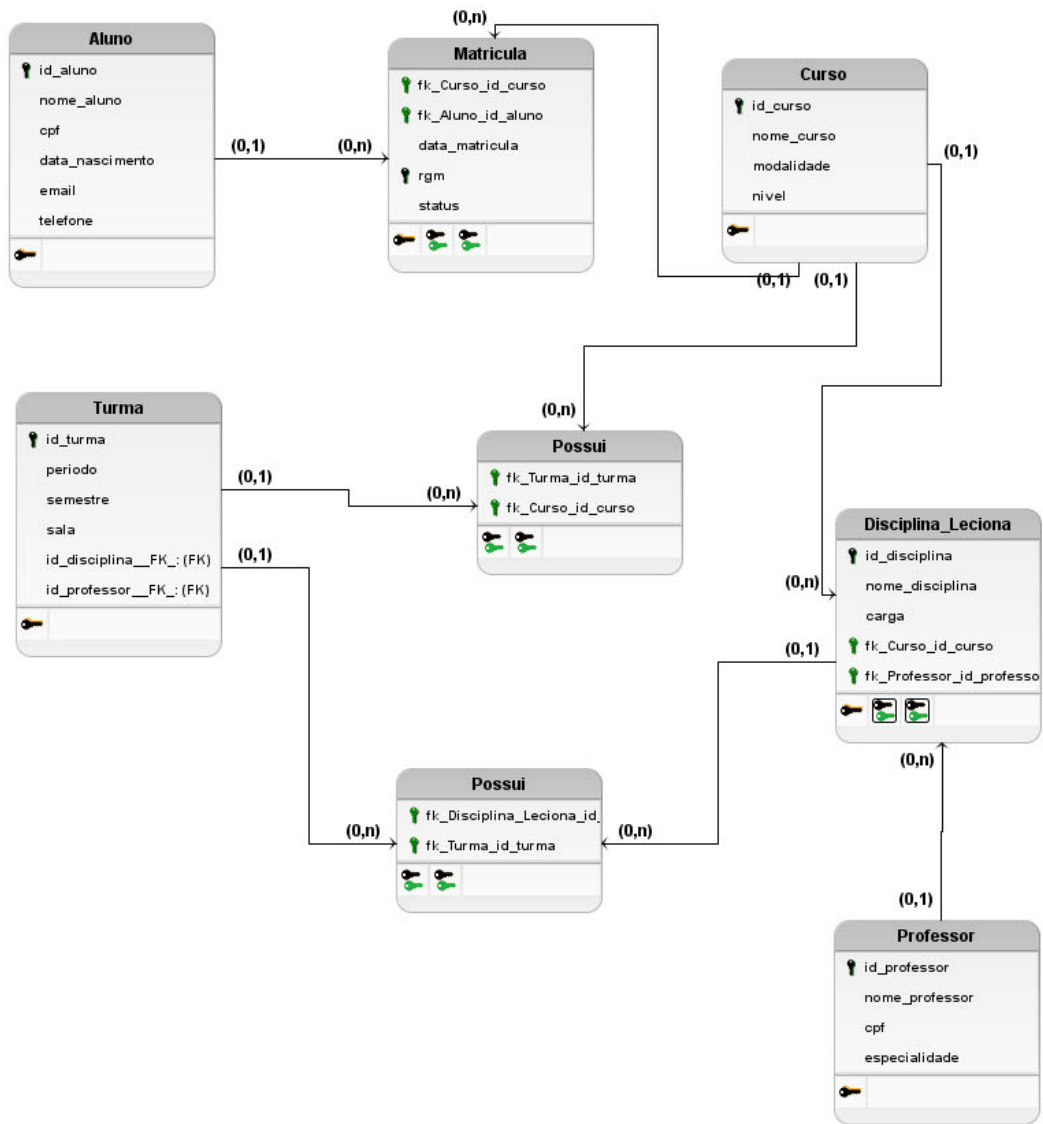 Aluno
id_aluno
nome_aluno
cpf
data_nascimento
email
telefone
(0,1)
(0,n)
(0,n)
Matricula
fk_Curso_id_curso
fk_Aluno_id_aluno
data_matricula
rgm
status
Curso
id_curso
nome_curso
modalidade
nivel
(0,1)
(0,1)
(0,1)
(0,n)
Turma
id_turma
periodo
semestre
sala
id_disciplina__FK_: (FK)
id_professor__FK_: (FK)
(0,1)
(0,n)
(0,1)
Possui
fk_Turma_id_turma
fk_Curso_id_curso
Disciplina_Leciona
id_disciplina
nome_disciplina
carga
fk_Curso_id_curso
fk_Professor_id_professo
(0,n)
(0,1)
(0,n)
Possui
fk_Disciplina_Leciona_id_
fk_Turma_id_turma
(0,n)
(0,n)
(0,1)
Professor
id_professor
nome_professor
cpf
especialidade